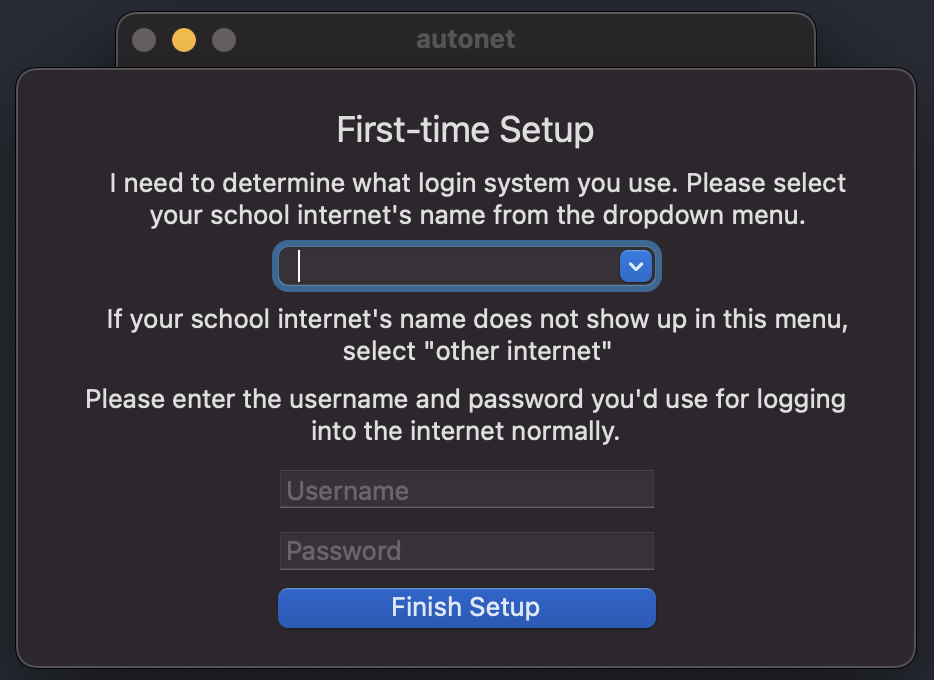 autonet
First-time Setup
I need to determine what login system you use. Please select
your school internet's name from the dropdown menu.
If your school internet's name does not show up in this menu,
select "other internet"
Please enter the username and password you'd use for logging
into the internet normally.
Username
Password
Finish Setup